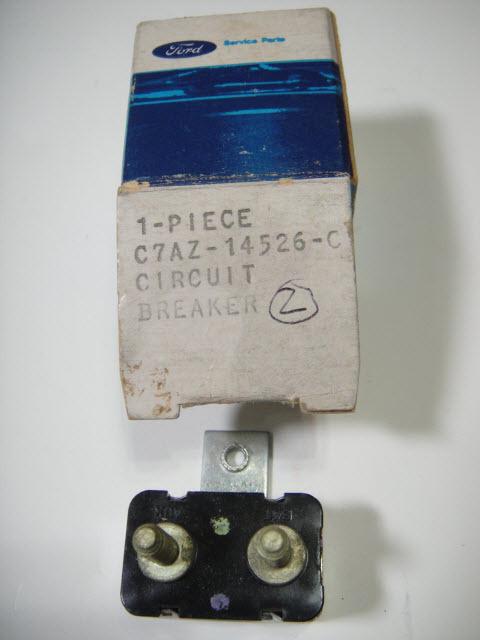 Ford Service Parts
1-PIECE
C7AZ-14526-C
CIRCUIT
BREAKER 2